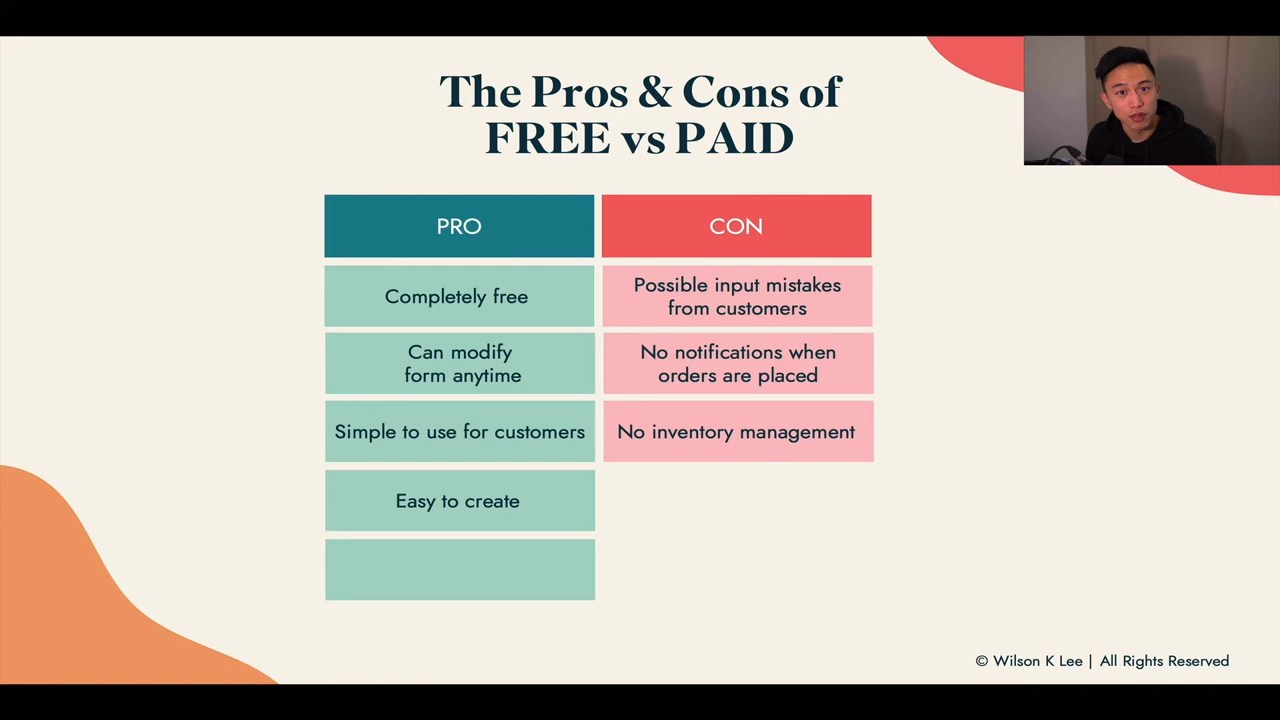 The Pros & Cons of
FREE vs PAID
PRO
CON
Completely free
Possible input mistakes
from customers
Can modify
form anytime
No notifications when
orders are placed
Simple to use for customers
No inventory management
Easy to create
© Wilson K Lee | All Rights Reserved